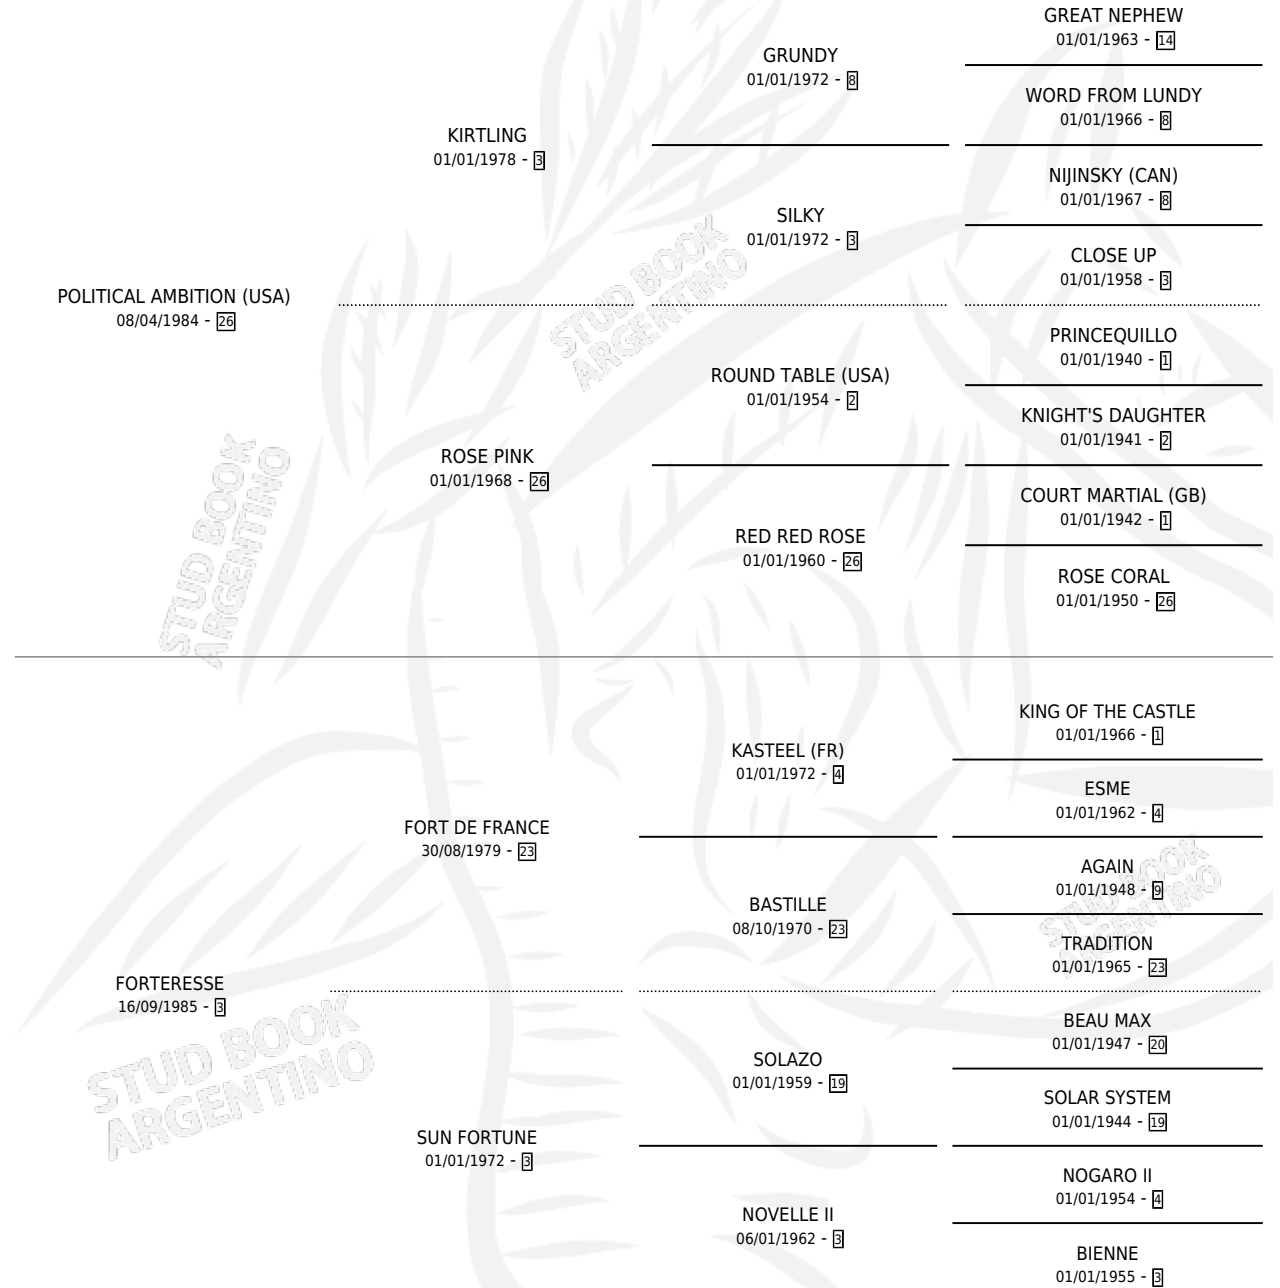 GREAT NEPHEW
01/01/1963 - 14
GRUNDY
01/01/1972 - 8
WORD FROM LUNDY
01/01/1966 - 8
KIRTLING
01/01/1978 - 3
NIJINSKY (CAN)
01/01/1967 - 8
SILKY
01/01/1972 - 3
CLOSE UP
01/01/1958 - 3
POLITICAL AMBITION (USA)
08/04/1984 - 26
PRINCEQUILLO
01/01/1940 - 1
ROUND TABLE (USA)
01/01/1954 - 2
KNIGHT'S DAUGHTER
01/01/1941 - 2
ROSE PINK
01/01/1968 - 26
COURT MARTIAL (GB)
01/01/1942 - 1
RED RED ROSE
01/01/1960 - 26
ROSE CORAL
01/01/1950 - 26
STUD BOOK
ARGENTINO
STUD BOOK
ARGENTINO
KING OF THE CASTLE
01/01/1966 - 1
KASTEEL (FR)
01/01/1972 - 4
ESME
01/01/1962 - 4
FORT DE FRANCE
30/08/1979 - 23
AGAIN
01/01/1948 - 9
BASTILLE
08/10/1970 - 23
TRADITION
01/01/1965 - 23
FORTERESSE
16/09/1985 - 3
BEAU MAX
01/01/1947 - 20
SOLAZO
01/01/1959 - 19
SOLAR SYSTEM
01/01/1944 - 19
SUN FORTUNE
01/01/1972 - 3
NOGARO II
01/01/1954 - 4
NOVELLE II
06/01/1962 - 3
BIENNE
01/01/1955 - 3
STUD BOOK
ARGENTINO
STUD BOOK
ARGENTINO